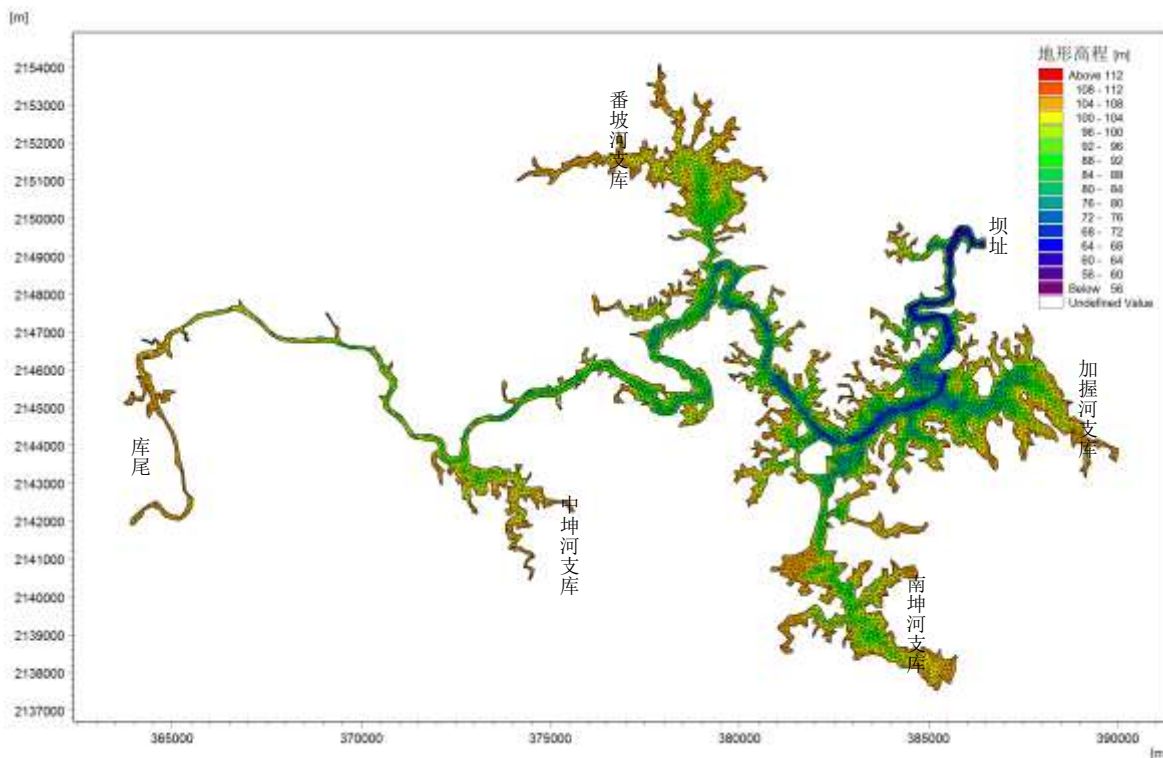 [m]
2154000
2153000
2152000
2151000
2150000
2149000
2148000
2147000
2146000
2145000
2144000
2143000
2142000
2141000
2140000
2139000
2138000
2137000
365000
370000
375000
380000
385000
390000
[m
番坡河支库
坝址
加握河支库
库尾
中坤河支库
南坤河支库
地形高程 [m]
Above 112
108 - 112
104 - 108
100 - 104
96 - 100
92 - 96
88 - 92
84 - 88
80 - 84
76 - 80
72 - 76
68 - 72
64 - 68
60 - 64
56 - 60
Below 56
Undefined Value